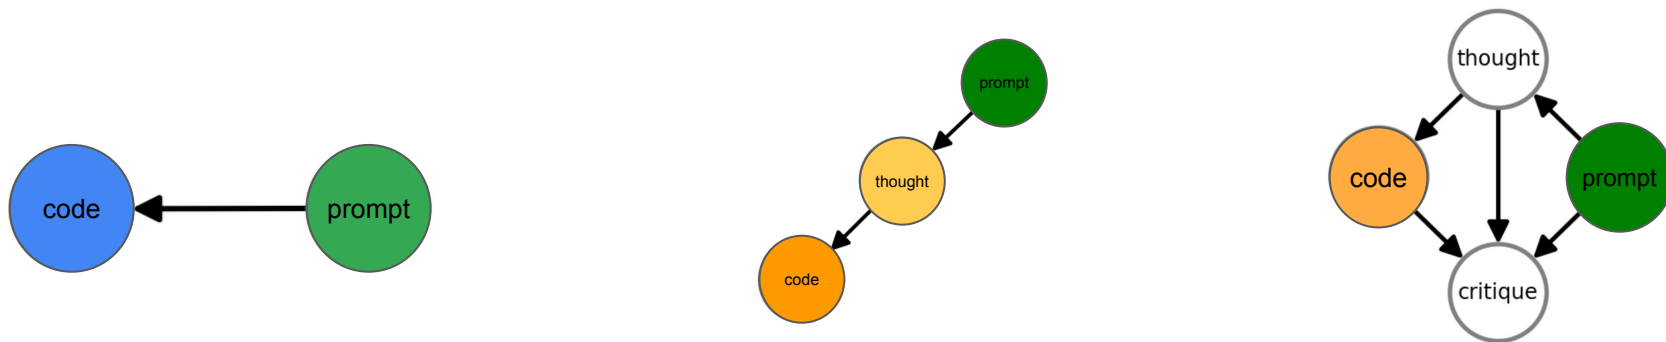 code
prompt
prompt
thought
code
thought
code
prompt
critique